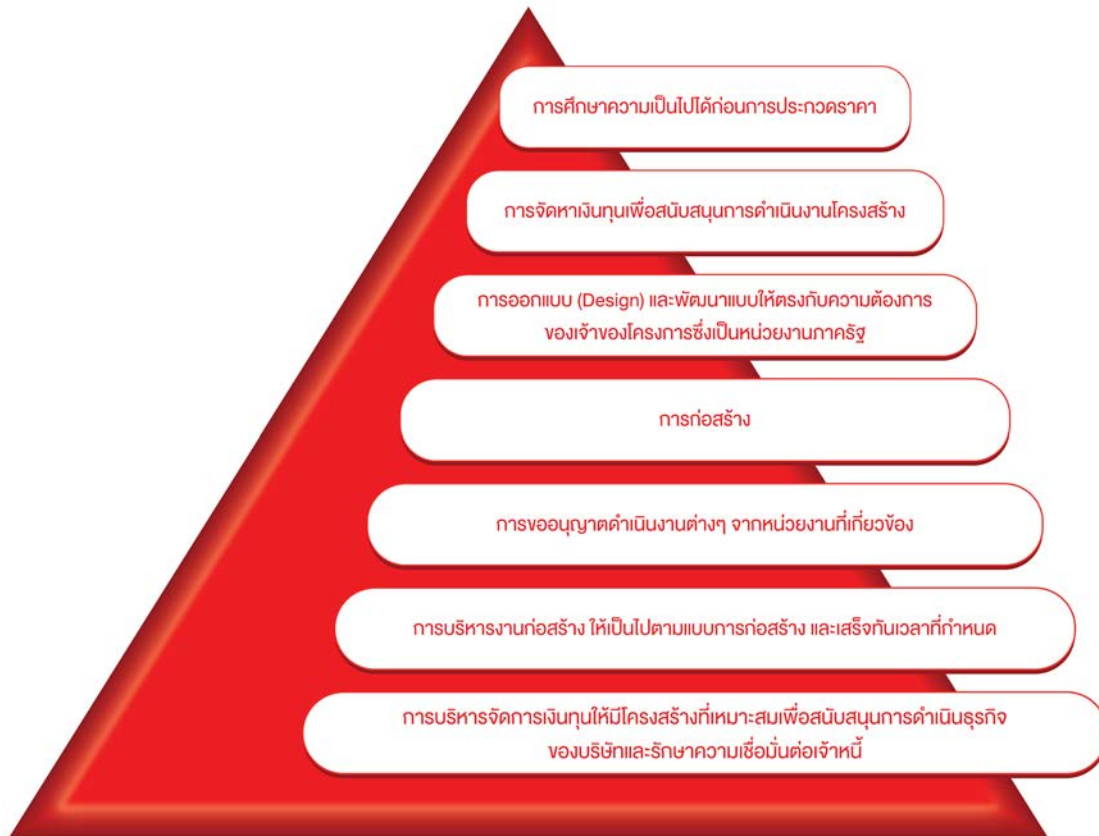 การศึกษาความเป็นไปได้ก่อนการประกวดราคา
การจัดหาเงินทุนเพื่อสนับสนุนการดำเนินงานโครงสร้าง
การออกแบบ (Design) และพัฒนาแบบให้ตรงกับความต้องการ
ของเจ้าของโครงการซึ่งเป็นหน่วยงานภาครัฐ
การก่อสร้าง
การขออนุญาตดำเนินงานต่างๆ จากหน่วยงานที่เกี่ยวข้อง
การบริหารงานก่อสร้าง ให้เป็นไปตามแบบการก่อสร้าง และเสร็จทันเวลาที่กำหนด
การบริหารจัดการเงินทุนให้มีโครงสร้างที่เหมาะสมเพื่อสนับสนุนการดำเนินธุรกิจ
ของบริษัทและรักษาความเชื่อมั่นต่อเจ้าหนี้